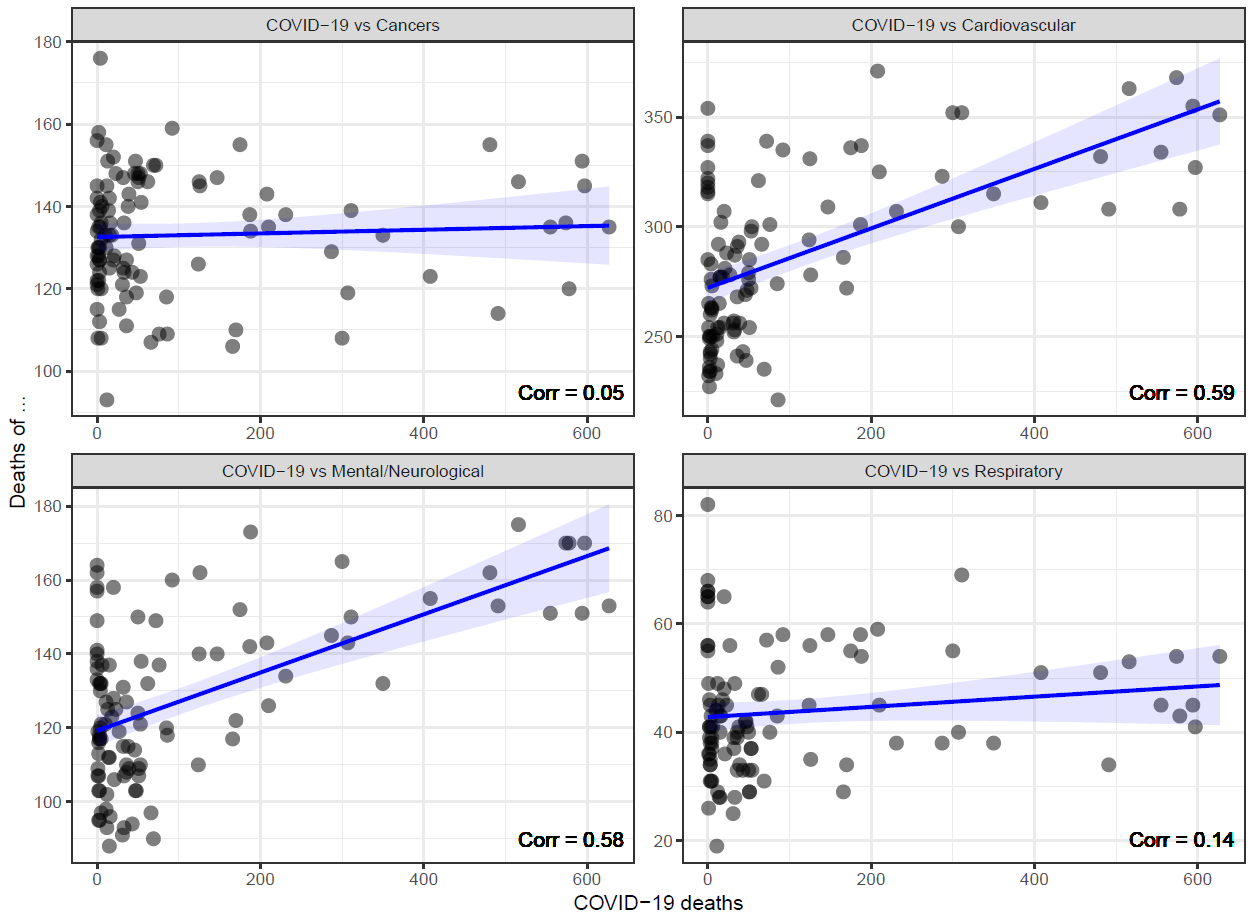 COVID−19 vs Cancers
COVID−19 vs Cardiovascular
180
160
140
120
100
350
300
250
0 200 400 600
0 200 400 600
Corr = 0.05
Corr = 0.59
Deaths of ...
COVID−19 vs Mental/Neurological
COVID−19 vs Respiratory
180
160
140
120
100
80
60
40
20
Corr = 0.58
Corr = 0.14
0 200 400 600
0 200 400 600
COVID−19 deaths